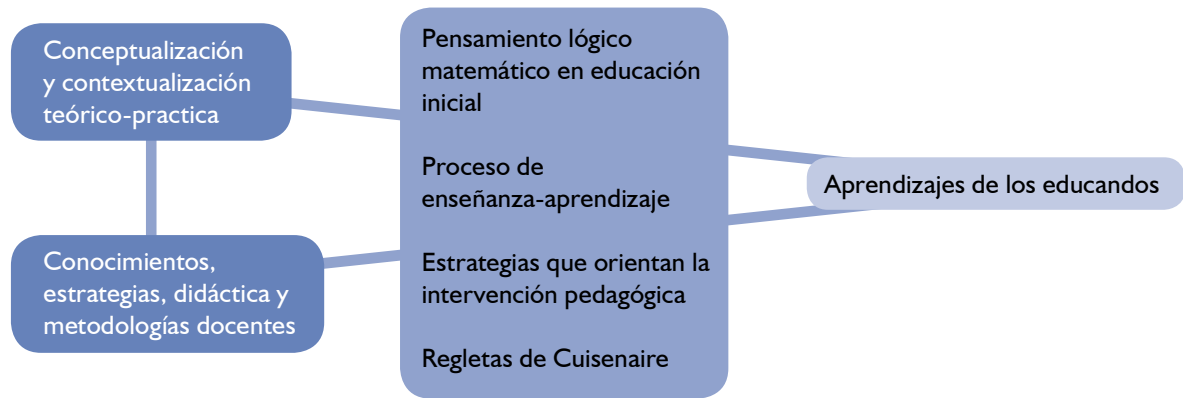 Conceptualización
y contextualización
teórico-practica
Conocimientos,
estrategias, didáctica y
metodologías docentes
Pensamiento lógico
matemático en educación
inicial
Proceso de
enseñanza-aprendizaje
Estrategias que orientan la
intervención pedagógica
Regletas de Cuisenaire
Aprendizajes de los educandos